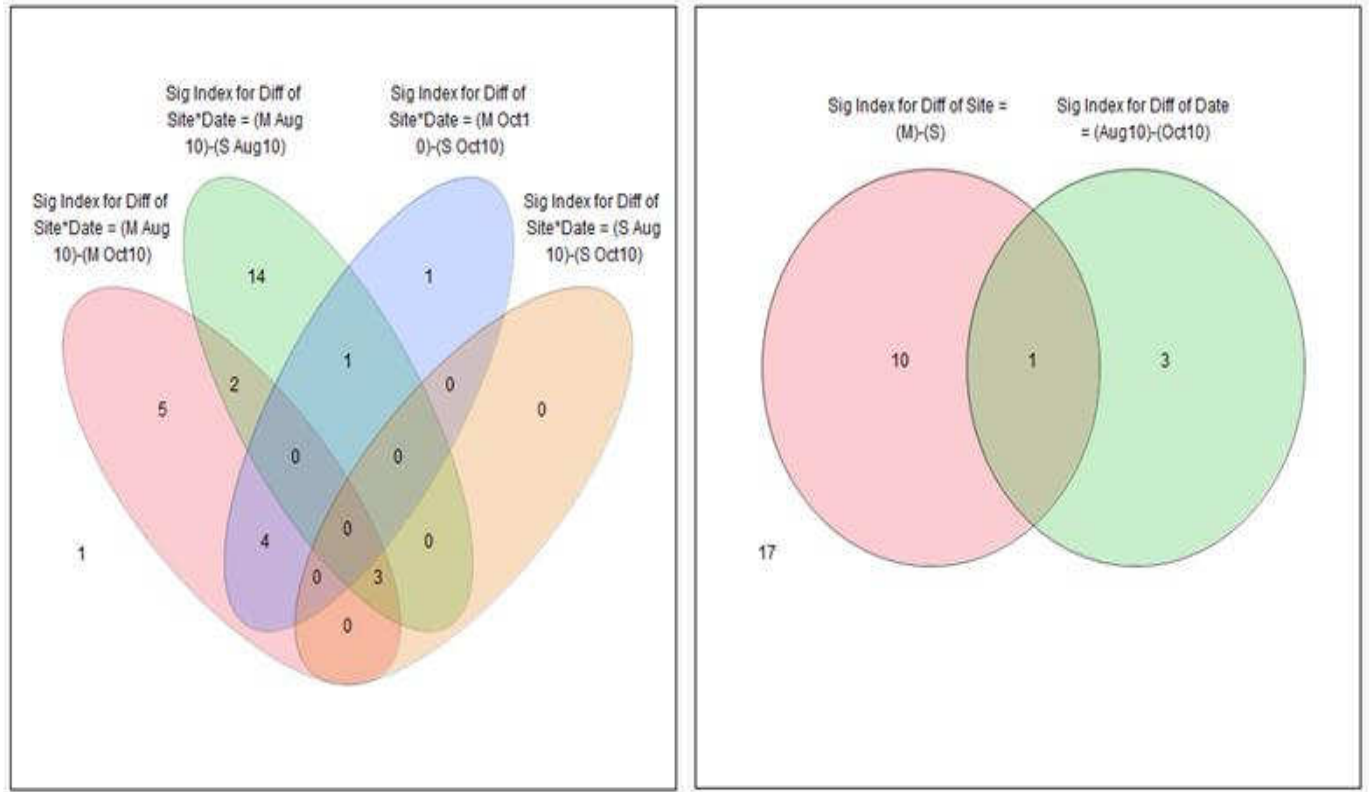 Sig Index for Diff of
Site*Date = (M Aug
10)-(S Aug10)
Sig Index for Diff of
Site*Date = (M Oct1
0)-(S Oct10)
Sig Index for Diff of
Site*Date = (M Aug
10)-(M Oct10)
Sig Index for Diff of
Site*Date = (S Aug
10)-(S Oct10)
14
1
1
2
0
5
0
0
0
0
4
0
1
0
3
0
Sig Index for Diff of Site =
(M)-(S)
Sig Index for Diff of Date
= (Aug10)-(Oct10)
10
1
3
17